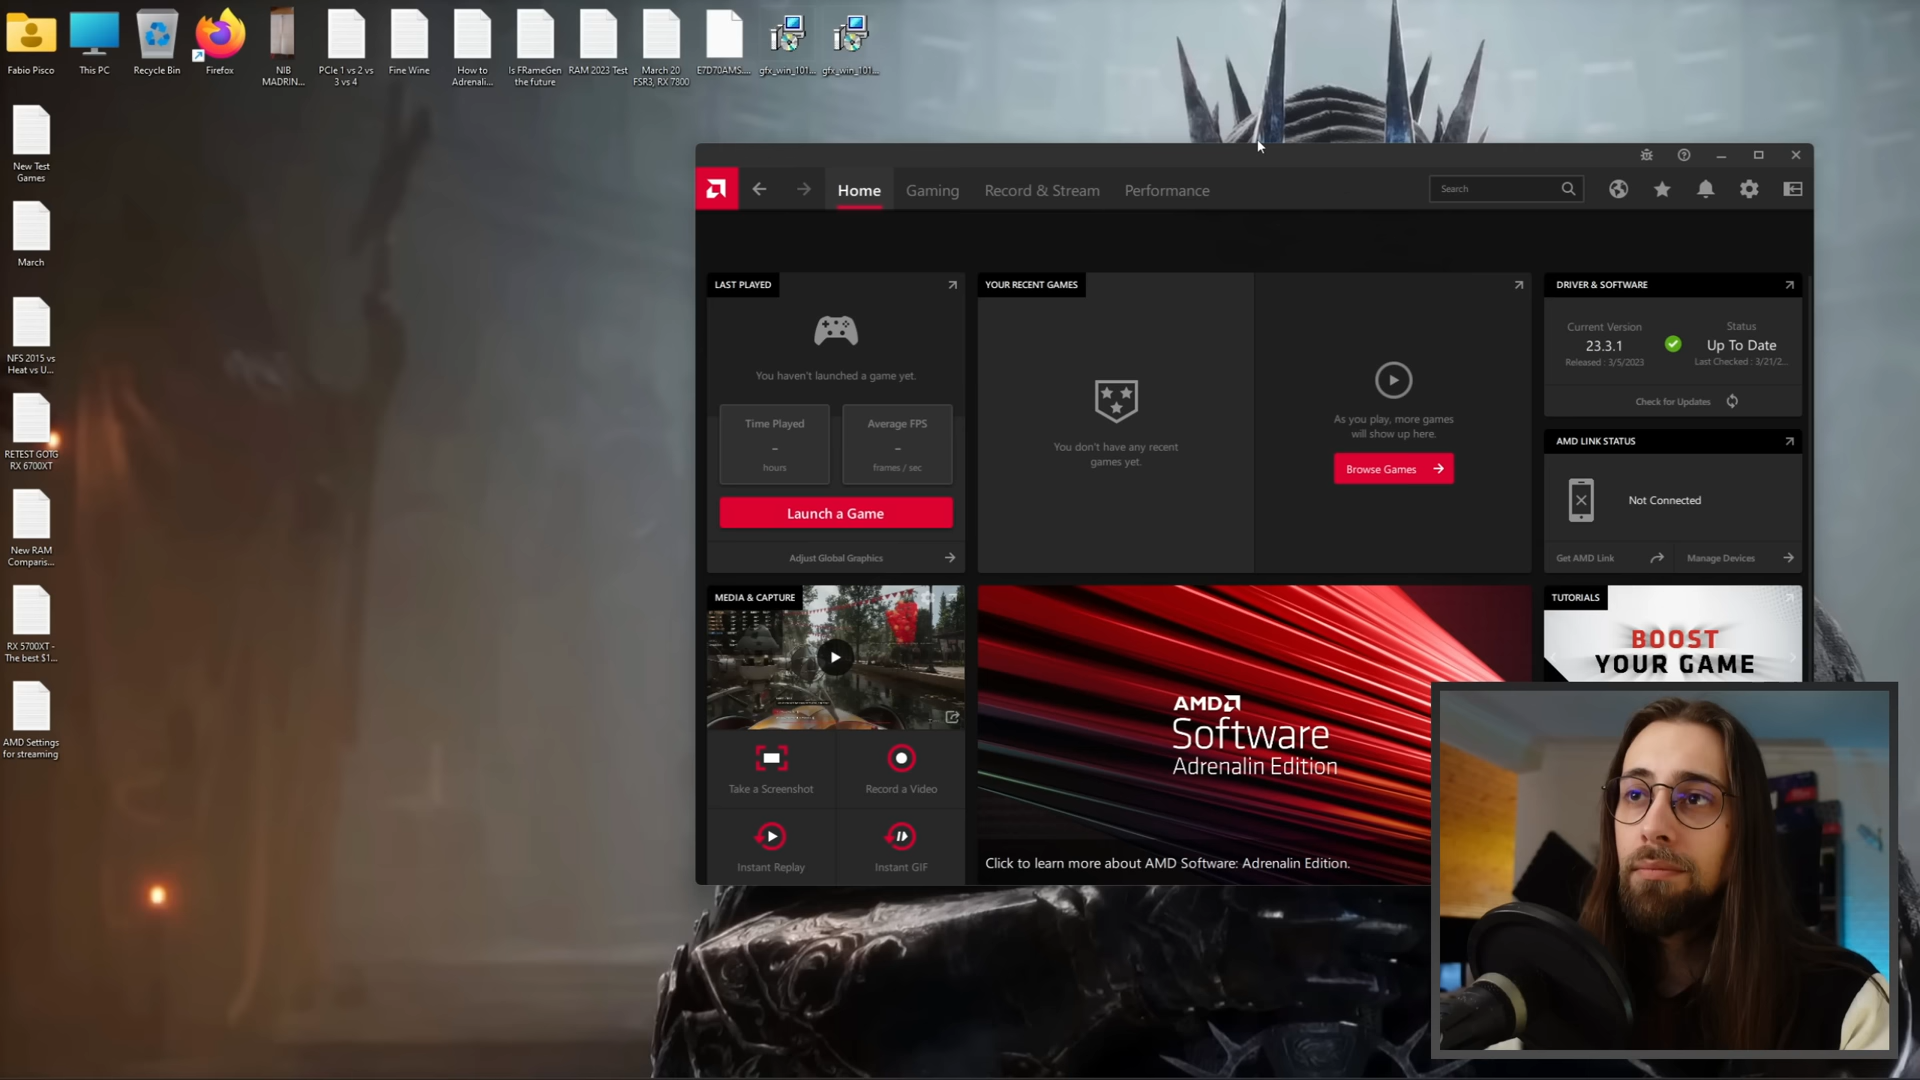 Fabio Pisco
This PC
Recycle Bin
Firefox
NIB
MADRIN...
PCIe 1 vs 2 vs
3 vs 4
Fine Wine
How to
Adrenali...
Is FRameGen
the future
RAM 2023 Test
March 20
FSR3, RX 7800
E7D70AMS....
gfx_win_101...
gfx_win_101...
New Test
Games
March
NFS 2015 vs
Heat vs U...
RETEST GOTG
RX 6700XT
New RAM
Comparis...
RX 5700XT -
The best $1...
AMD Settings
for streaming
Home
Gaming
Record & Stream
Performance
Search
LAST PLAYED
You haven't launched a game yet.
Time Played
–
hours
Average FPS
–
frames / sec
Launch a Game
Adjust Global Graphics
YOUR RECENT GAMES
You don't have any recent
games yet.
As you play, more games
will show up here.
Browse Games
DRIVER & SOFTWARE
Current Version
23.3.1
Released : 3/5/2023
Status
Up To Date
Last Checked : 3/21/2...
Check for Updates
AMD LINK STATUS
Not Connected
Get AMD Link
Manage Devices
MEDIA & CAPTURE
Take a Screenshot
Record a Video
Instant Replay
Instant GIF
AMD
Software
Adrenalin Edition
Click to learn more about AMD Software: Adrenalin Edition.
TUTORIALS
BOOST
YOUR GAME